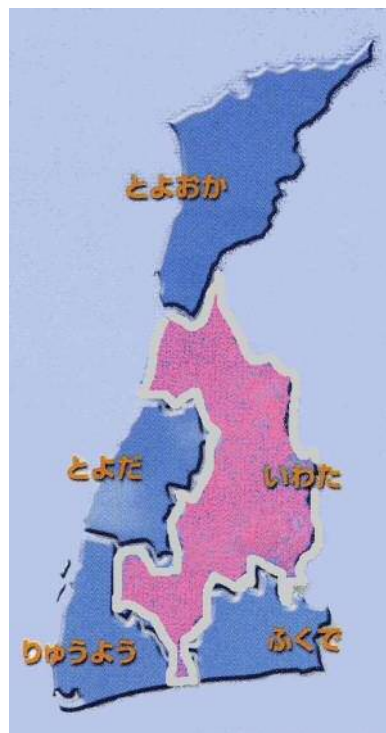 とよおか
とよだ
いわた
りゅうよう
ふくで